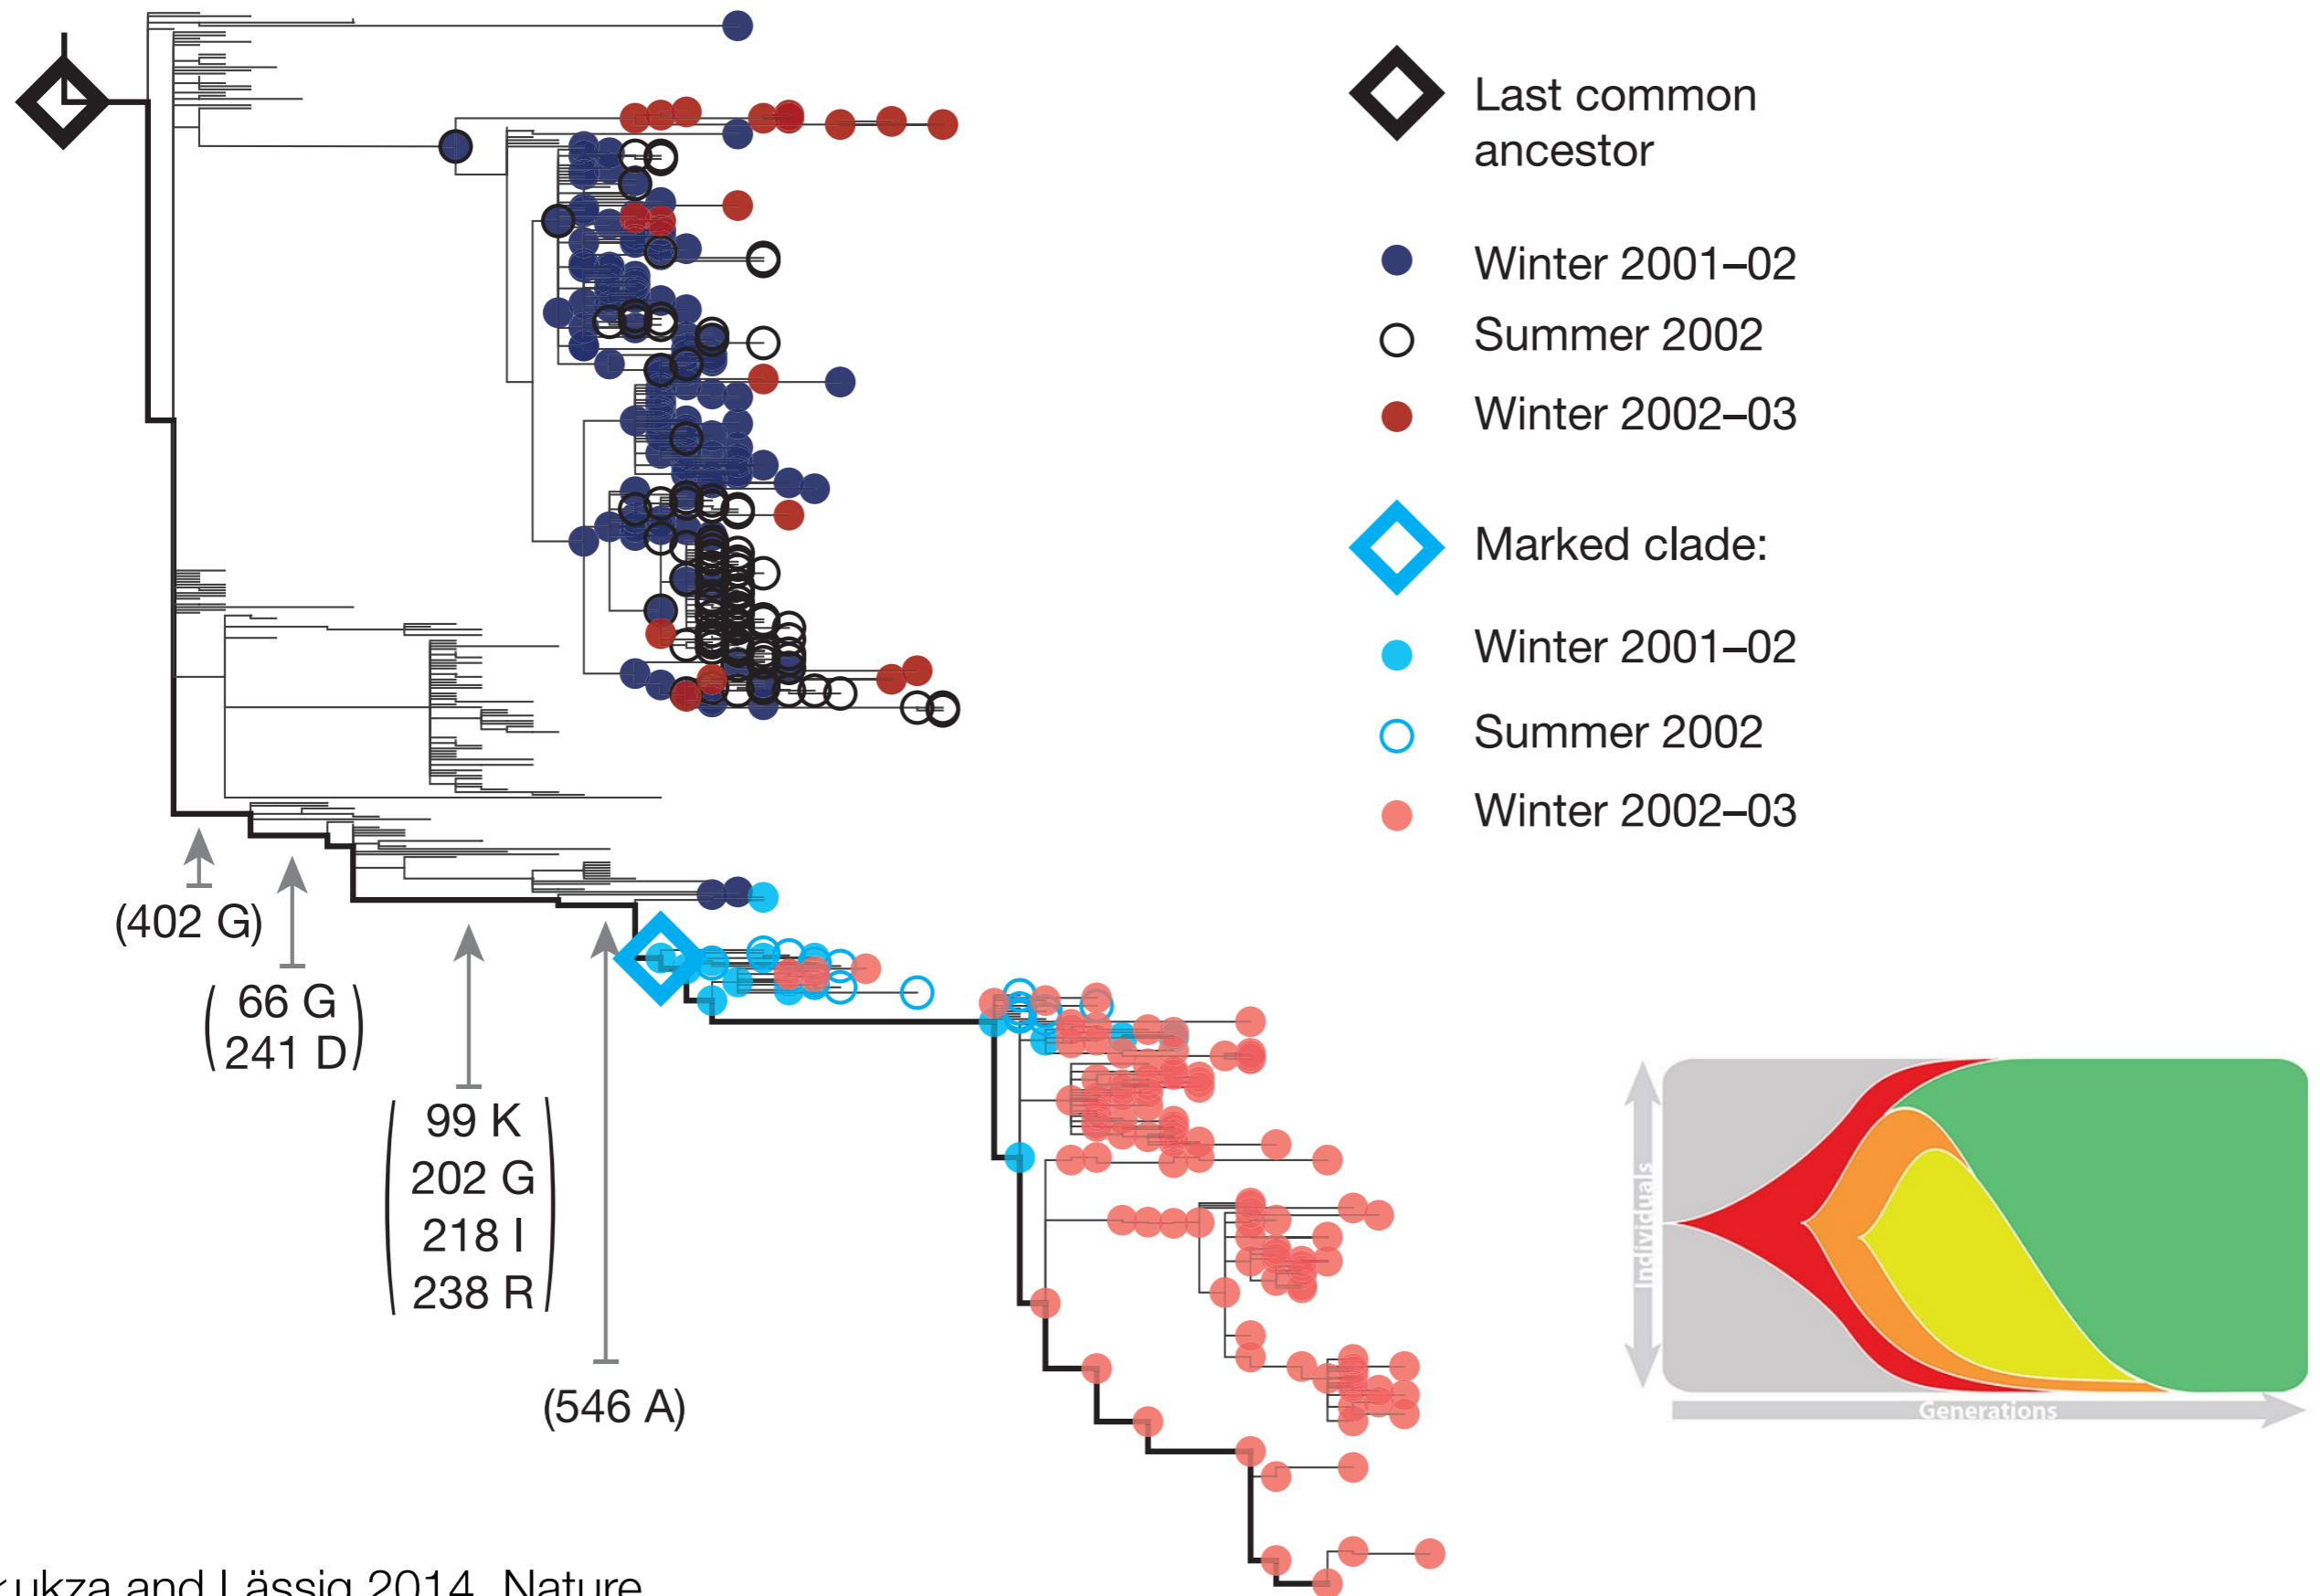 Last common
ancestor
Winter 2001–02
Summer 2002
Winter 2002–03
Marked clade:
Winter 2001–02
Summer 2002
Winter 2002–03
(402 G)
(66 G
241 D)
(99 K
202 G
218 I
238 R)
(546 A)
Individuals
Generations
and Lässig 2014, Nature